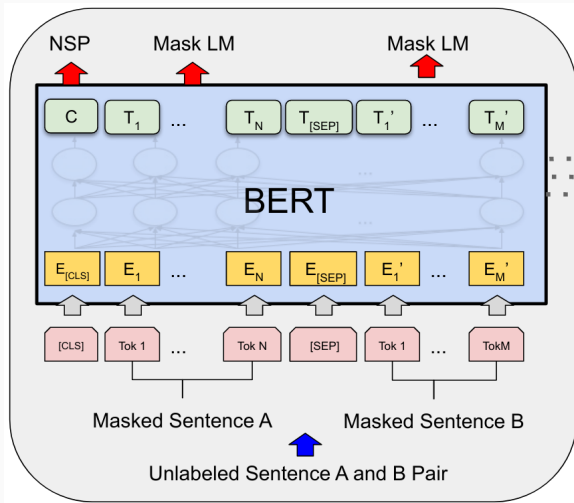 NSP Mask LM Mask LM
C T1 ... TN T[SEP] T1’ ... TM’
...
BERT
...
E[CLS] E1 ... EN E[SEP] E1’ ... EM’
[CLS] Tok 1 ... Tok N [SEP] Tok 1 ... TokM
Masked Sentence A Masked Sentence B
Unlabeled Sentence A and B Pair